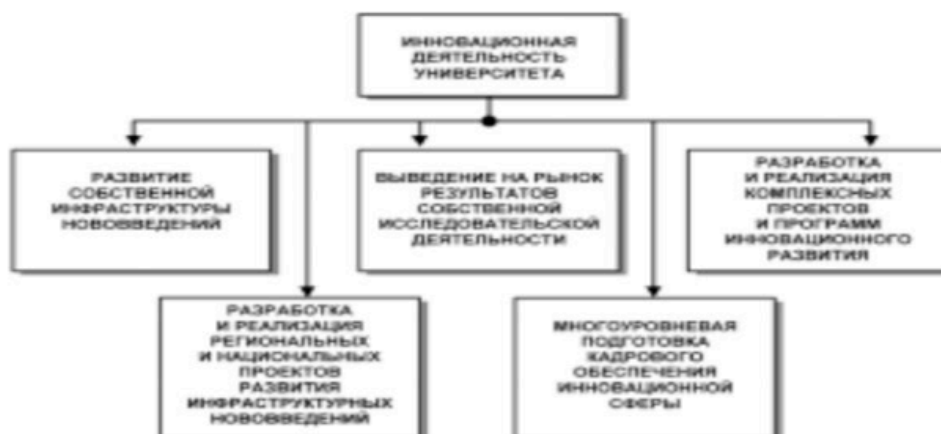 ИННОВАЦИОННАЯ
ДЕЯТЕЛЬНОСТЬ
УНИВЕРСИТЕТА
РАЗВИТИЕ
СОБСТВЕННОЙ
ИНФРАСТРУКТУРЫ
НОВОВВЕДЕНИЙ
ВЫВЕДЕНИЕ НА РЫНОК
РЕЗУЛЬТАТОВ
СОБСТВЕННОЙ
ИССЛЕДОВАТЕЛЬСКОЙ
ДЕЯТЕЛЬНОСТИ
РАЗРАБОТКА
И РЕАЛИЗАЦИЯ
КОМПЛЕКСНЫХ
ПРОЕКТОВ
И ПРОГРАММ
ИННОВАЦИОННОГО
РАЗВИТИЯ
РАЗРАБОТКА
И РЕАЛИЗАЦИЯ
РЕГИОНАЛЬНЫХ
И НАЦИОНАЛЬНЫХ
ПРОЕКТОВ
РАЗВИТИЯ
ИНФРАСТРУКТУРНЫХ
НОВОВВЕДЕНИЙ
МНОГОУРОВНЕВАЯ
ПОДГОТОВКА
КАДРОВОГО
ОБЕСПЕЧЕНИЯ
ИННОВАЦИОННОЙ
СФЕРЫ